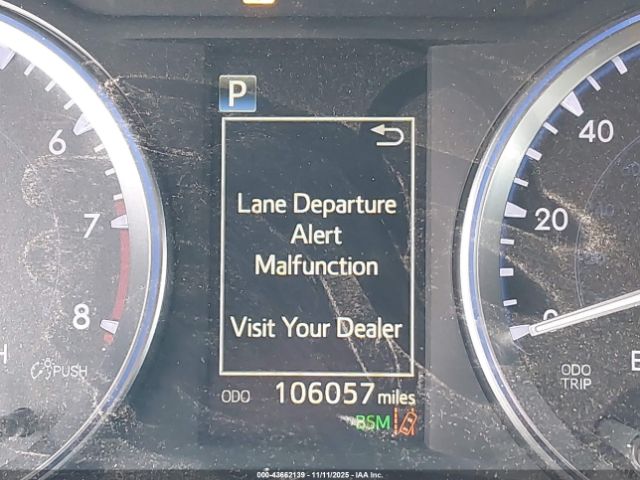 P
6
7
8
PUSH
Lane Departure
Alert
Malfunction
Visit Your Dealer
ODO 106057 miles
BSM
40
20
0
ODO
TRIP
000-43662139 - 11/11/2025 - IAA Inc.